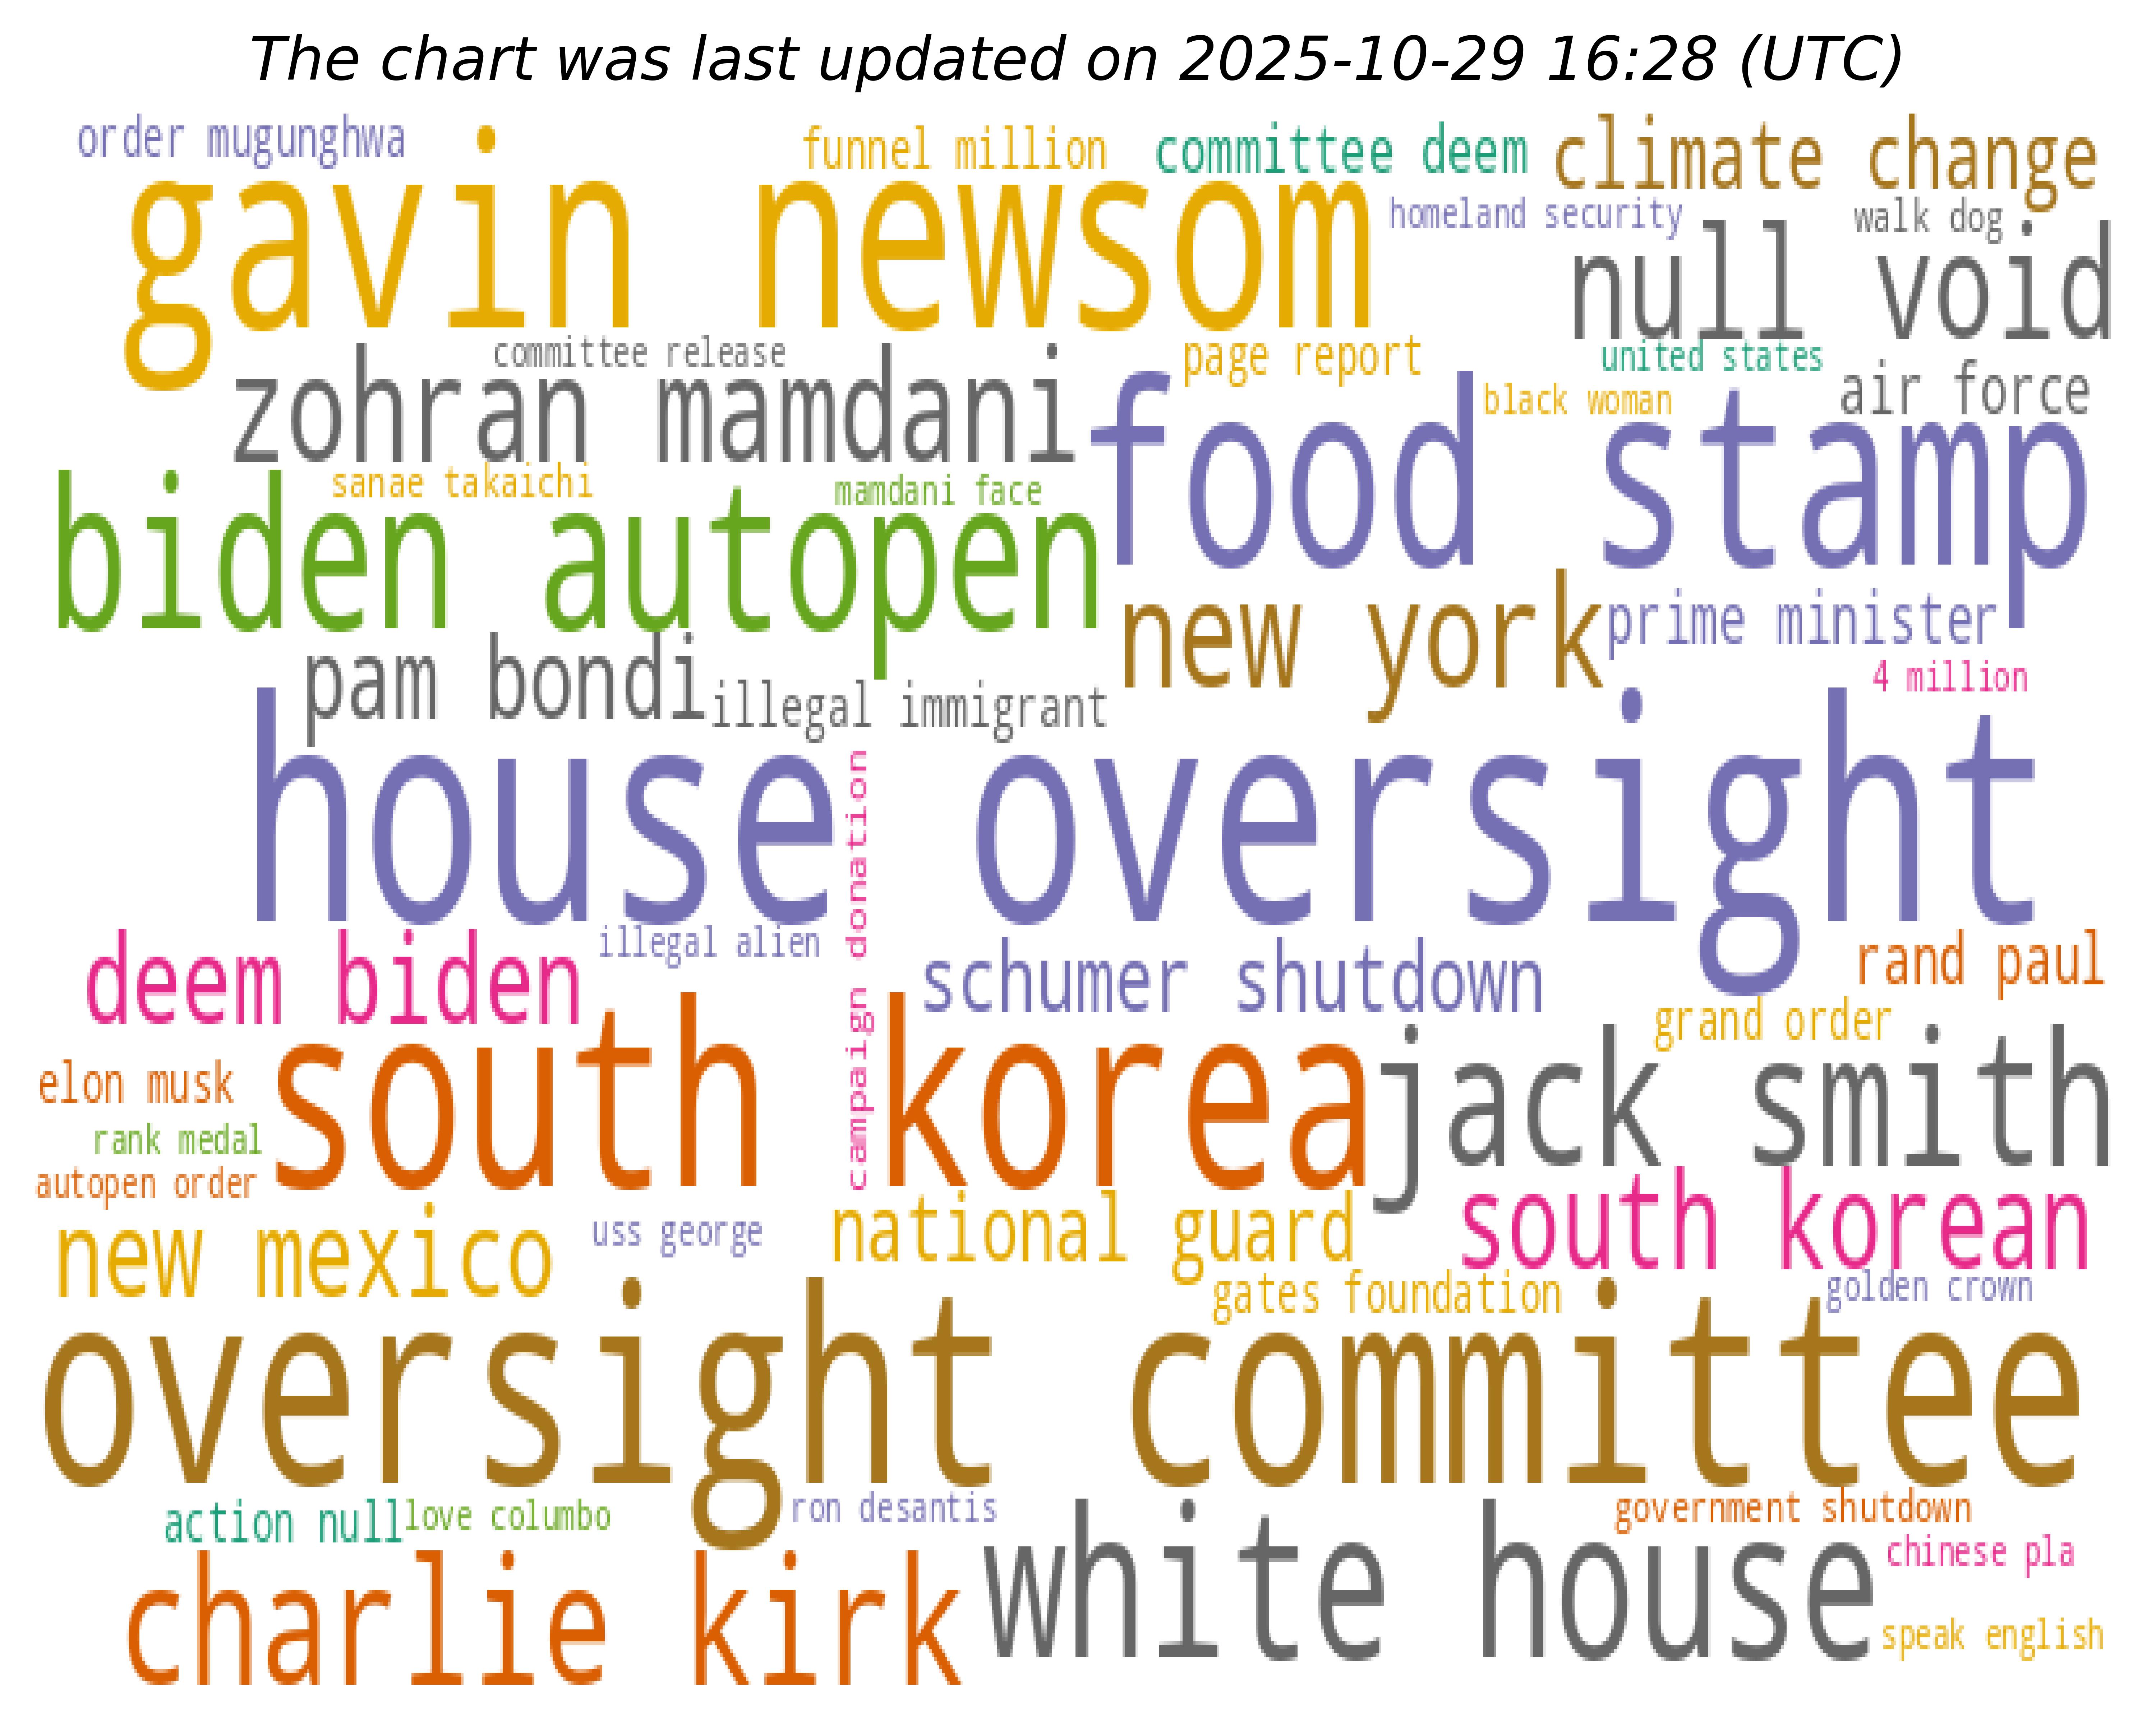 The chart was last updated on 2025-10-29 16:28 (UTC)
order mugunghwa
funnel million
committee deem
climate change
gavin newsom
homeland security
walk dog
null void
committee release
page report
united states
zohran mamdani
black woman
air force
food stamp
sanae takaichi
mamdani face
biden autopen
new york
prime minister
pam bondi
illegal immigrant
4 million
house oversight
campaign donation
deem biden
illegal alien
schumer shutdown
rand paul
grand order
elon musk
south korea
jack smith
rank medal
autopen order
new mexico
uss george
national guard
south korean
gates foundation
golden crown
oversight committee
action null
love columbo
ron desantis
government shutdown
charlie kirk
white house
chinese pla
speak english